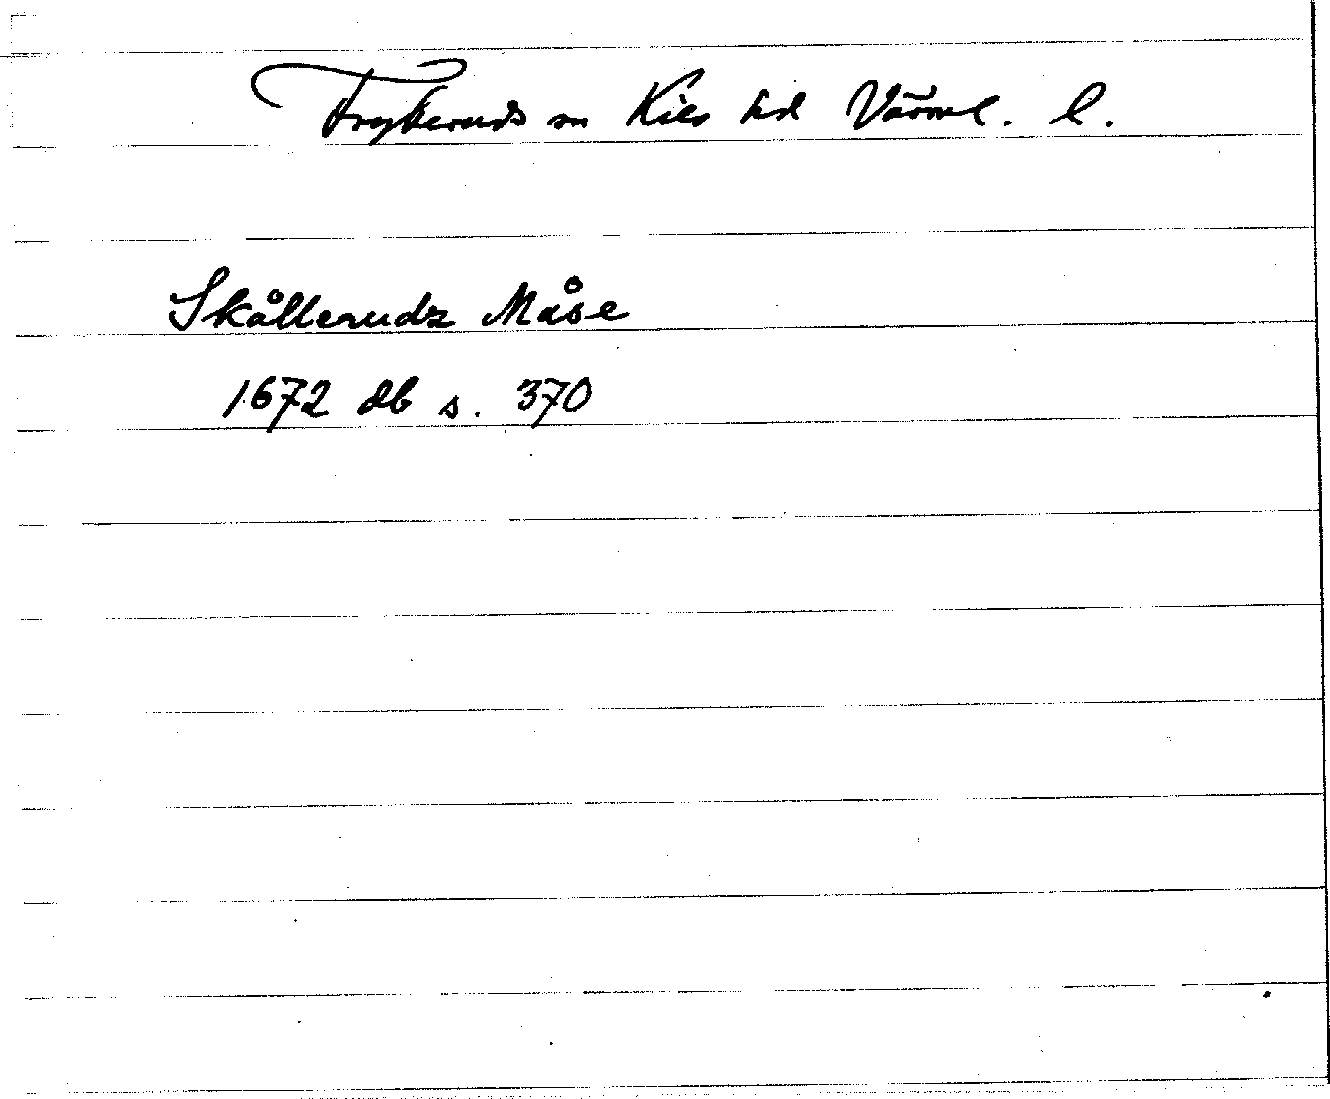 Frykeruds sn Kils hd Värml. l.
Skållerudz Måse
1672 db s. 370